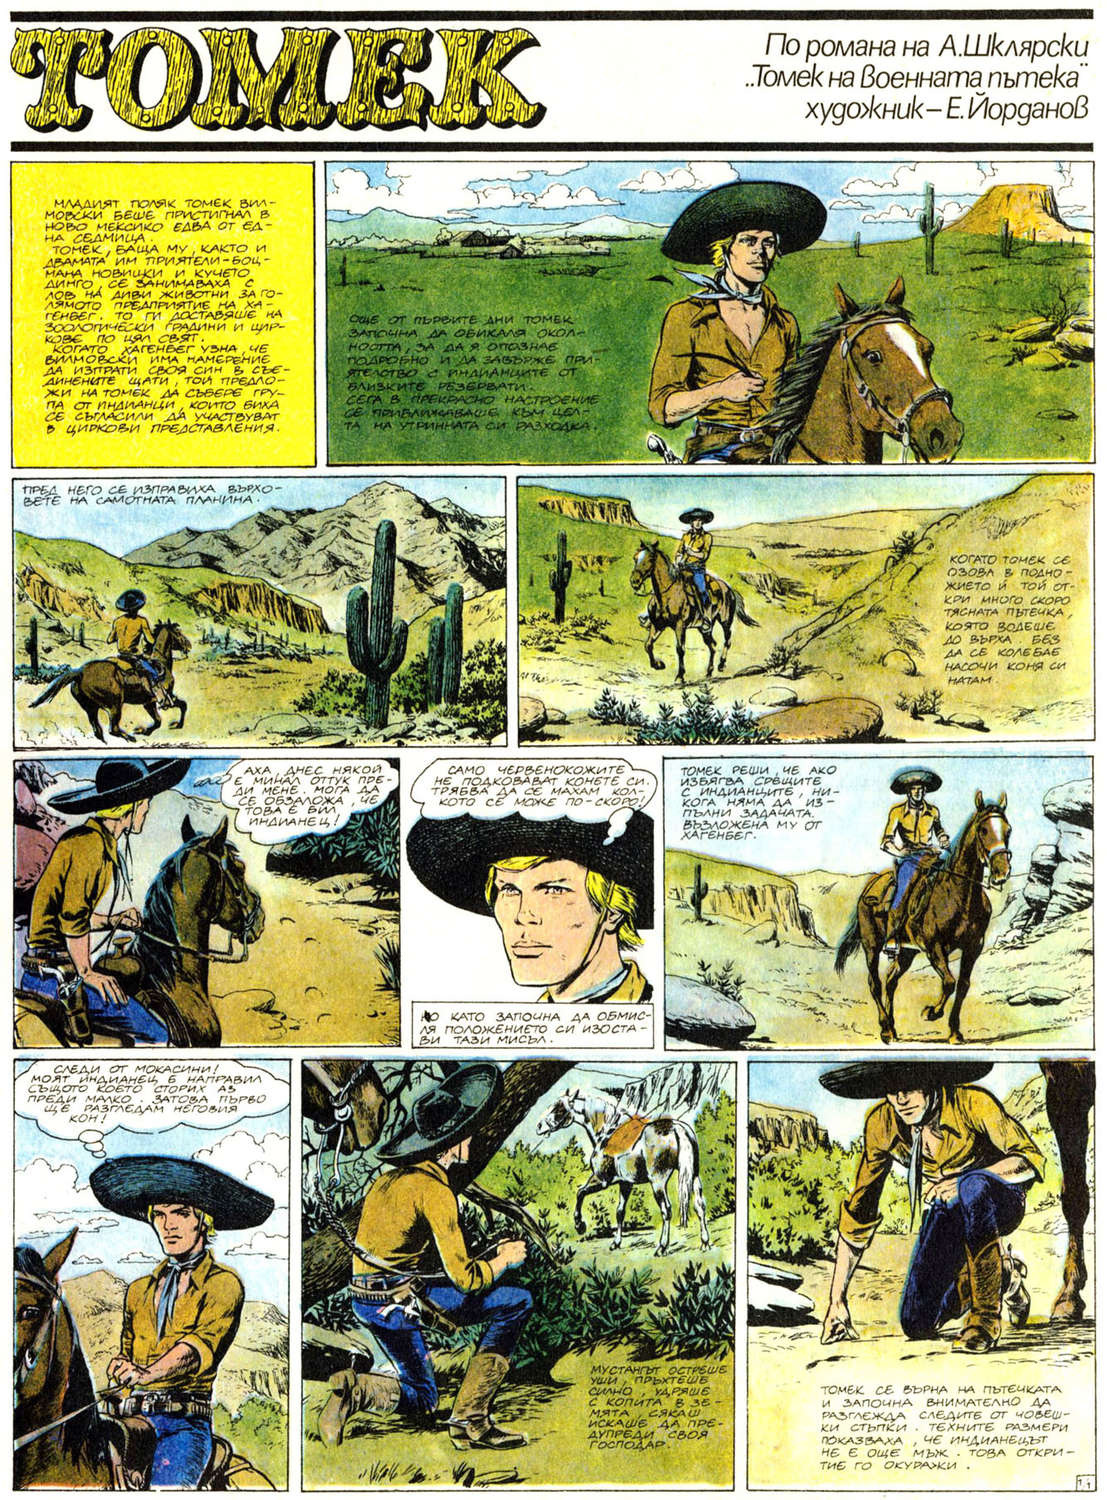 ТОМЕК
По романа на А.Шклярски
„Томек на военната пътека"
художник – Е. Йорданов
МЛАДИЯТ ПОЛЯК ТОМЕК ВИЛ-
МОВСКИ БЕШЕ ПРИСТИГНАЛ В
НОВО МЕКСИКО ЕДВА ОТ ЕД-
НА СЕДМИЦА.
ТОМЕК, БАЩА МУ, КАКТО И
ДВАМАТА ИМ ПРИЯТЕЛИ-БОЦ-
МАНА НОВИЦКИ И КУЧЕТО
ДИНГО, СЕ ЗАНИМАВАХА С
ЛОВ НА ДИВИ ЖИВОТНИ ЗА ГО-
ЛЯМОТО ПРЕДПРИЯТИЕ НА ХА-
ГЕНБЕГ. ТО ГИ ДОСТАВЯШЕ НА
ЗООЛОГИЧЕСКИ ГРАДИНИ И ЦИР-
КОВЕ ПО ЦЯЛ СВЯТ.
КОГАТО ХАГЕНБЕГ УЗНА, ЧЕ
ВИЛМОВСКИ ИМА НАМЕРЕНИЕ
ДА ИЗПРАТИ СВОЯ СИН В СЪЕ-
ДИНЕНИТЕ ЩАТИ, ТОЙ ПРЕДЛО-
ЖИ НА ТОМЕК ДА СЪБЕРЕ ГРУ-
ПА ОТ ИНДИАНЦИ, КОИТО БИХА
СЕ СЪГЛАСИЛИ ДА УЧАСТВУВАТ
В ЦИРКОВИ ПРЕДСТАВЛЕНИЯ.
ОЩЕ ОТ ПЪРВИТЕ ДНИ ТОМЕК
ЗАПОЧНА ДА ОБИКАЛЯ ОКОЛ-
НОСТТА, ЗА ДА Я ОПОЗНАЕ
ПОДРОБНО И ДА ЗАВЪРЖЕ ПРИ-
ЯТЕЛСТВО С ИНДИАНЦИТЕ ОТ
БЛИЗКИТЕ РЕЗЕРВАТИ.
СЕГА В ПРЕКРАСНО НАСТРОЕНИЕ
СЕ ПРИБЛИЖАВАШЕ КЪМ ЦЕЛ-
ТА НА УТРИННАТА СИ РАЗХОДКА.
ПРЕД НЕГО СЕ ИЗПРАВИХА ВЪРХО-
ВЕТЕ НА САМОТНАТА ПЛАНИНА.
КОГАТО ТОМЕК СЕ
ОЗОВА В ПОДНО-
ЖИЕТО Й ТОЙ ОТ-
КРИ МНОГО СКОРО
ТЯСНАТА ПЪТЕЧКА,
КОЯТО ВОДЕШЕ
ДО ВЪРХА. БЕЗ
ДА СЕ КОЛЕБАЕ
НАСОЧИ КОНЯ СИ
НАТАМ.
АХА, ДНЕС НЯКОЙ
Е МИНАЛ ОТТУК ПРЕ-
ДИ МЕНЕ. МОГА ДА
СЕ ОБЗАЛОЖА, ЧЕ
ТОВА Е БИЛ
ИНДИАНЕЦ!
САМО ЧЕРВЕНОКОЖИТЕ
НЕ ПОДКОВАВАТ КОНЕТЕ СИ.
ТРЯБВА ДА СЕ МАХАМ КОЛ-
КОТО СЕ МОЖЕ ПО-СКОРО!
НО КАТО ЗАПОЧНА ДА ОБМИС-
ЛЯ ПОЛОЖЕНИЕТО СИ ИЗОСТА-
ВИ ТАЗИ МИСЪЛ.
ТОМЕК РЕШИ, ЧЕ АКО
ИЗБЯГВА СРЕЩИТЕ
С ИНДИАНЦИТЕ, НИ-
КОГА НЯМА ДА ИЗ-
ПЪЛНИ ЗАДАЧАТА,
ВЪЗЛОЖЕНА МУ ОТ
ХАГЕНБЕГ.
СЛЕДИ ОТ МОКАСИНИ!
МОЯТ ИНДИАНЕЦ Е НАПРАВИЛ
СЪЩОТО КОЕТО СТОРИХ АЗ
ПРЕДИ МАЛКО. ЗАТОВА ПЪРВО
ЩЕ РАЗГЛЕДАМ НЕГОВИЯ
КОН!
МУСТАНГЪТ ОСТРЕШЕ
УШИ, ПРЪХТЕШЕ
СИЛНО, УДРЯШЕ
С КОПИТА В ЗЕ-
МЯТА, СЯКАШ
ИСКАШЕ ДА ПРЕ-
ДУПРЕДИ СВОЯ
ГОСПОДАР.
ТОМЕК СЕ ВЪРНА НА ПЪТЕЧКАТА
И ЗАПОЧНА ВНИМАТЕЛНО ДА
РАЗГЛЕЖДА СЛЕДИТЕ ОТ ЧОВЕШ-
КИ СТЪПКИ. ТЕХНИТЕ РАЗМЕРИ
ПОКАЗВАХА, ЧЕ ИНДИАНЕЦЪТ
НЕ Е ОЩЕ МЪЖ. ТОВА ОТКРИ-
ТИЕ ГО ОКУРАЖИ.